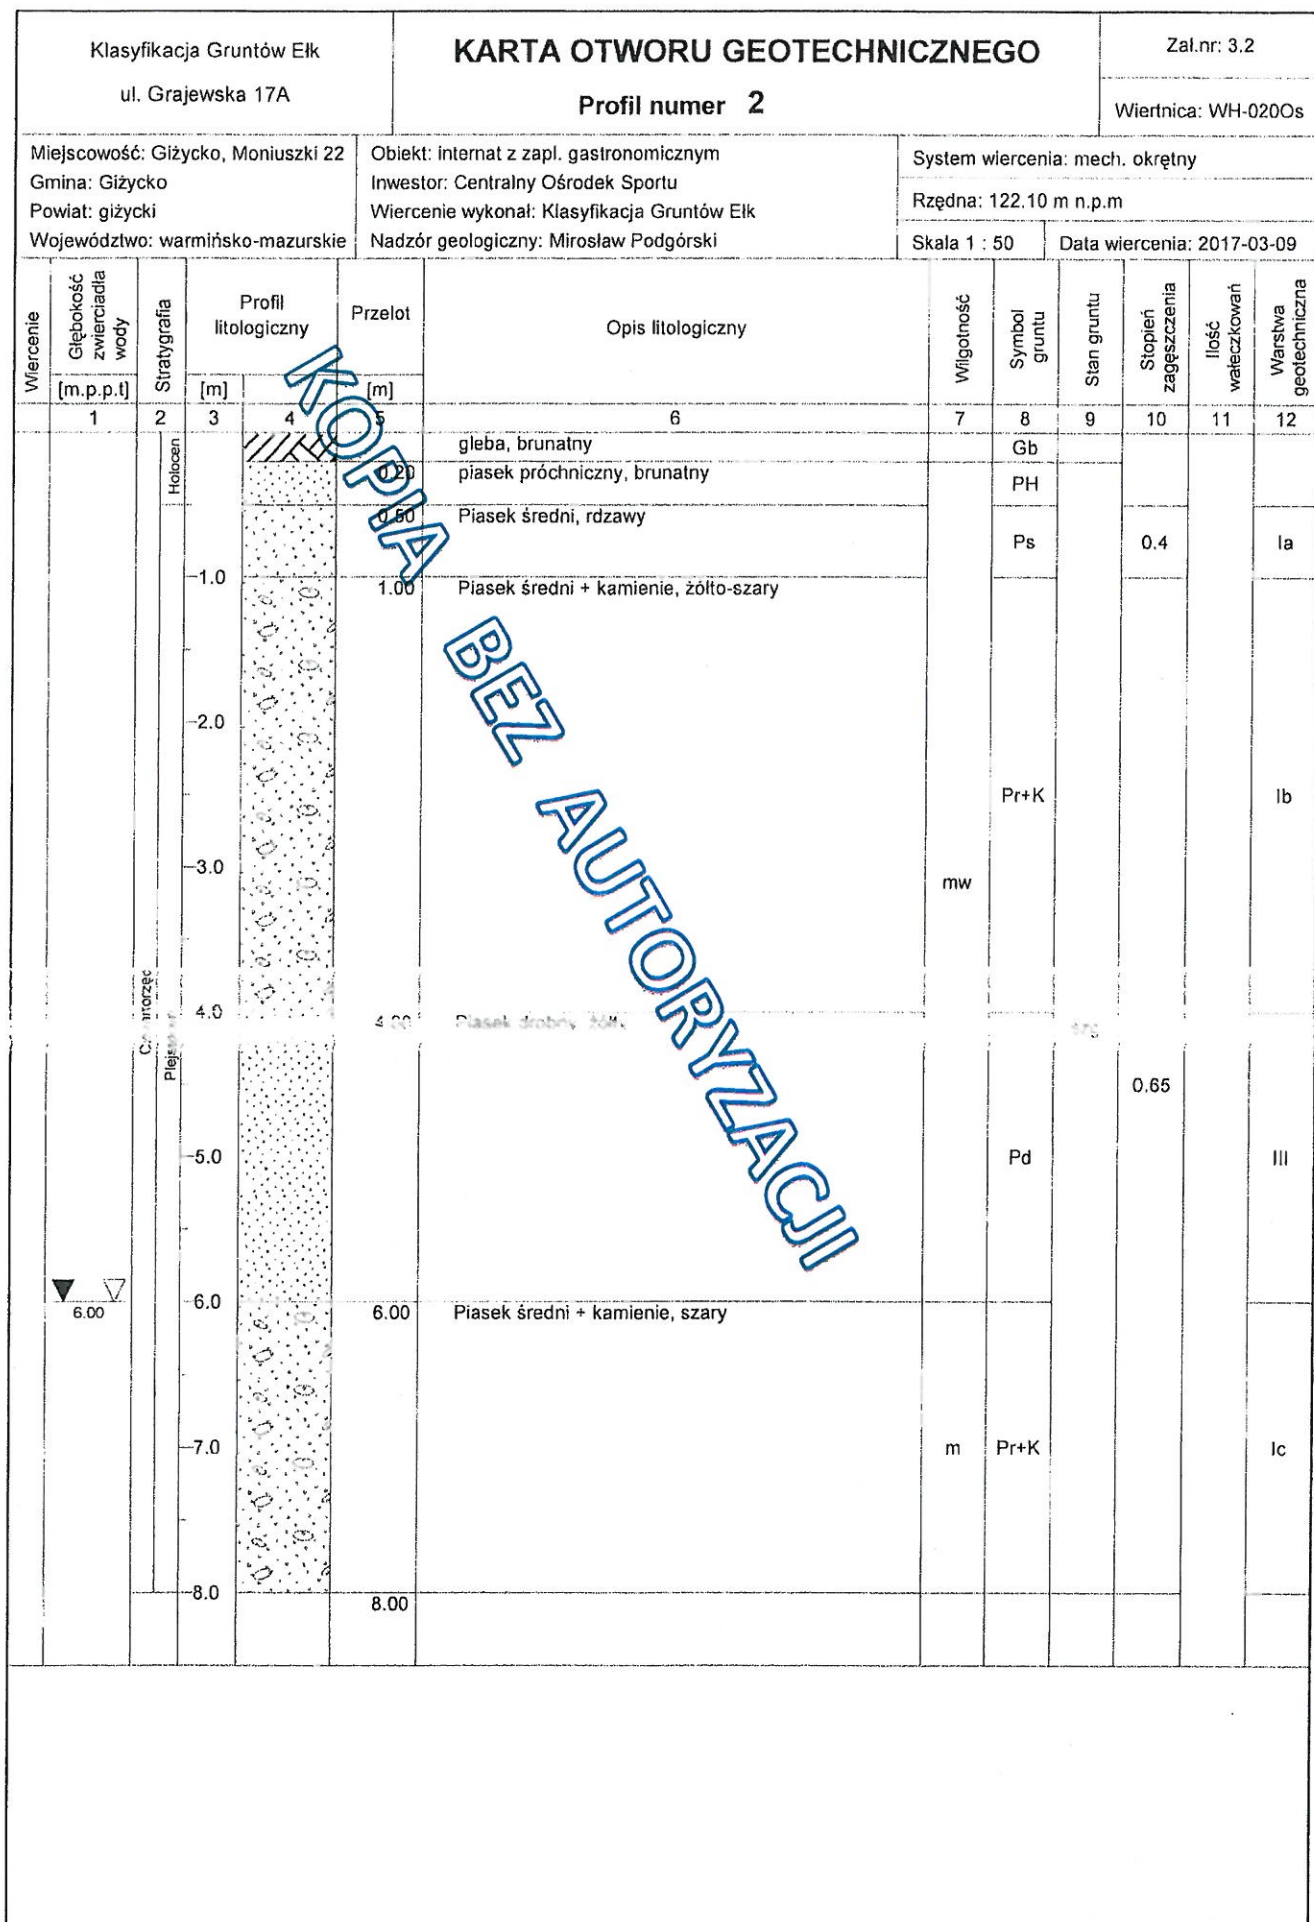 Klasyfikacja Gruntów Ełk
ul. Grajewska 17A
KARTA OTWORU GEOTECHNICZNEGO
Profil numer 2
Zał.nr: 3.2
Wiertnica: WH-020Os
Miejscowość: Giżycko, Moniuszki 22
Gmina: Giżycko
Powiat: giżycki
Województwo: warmińsko-mazurskie
Obiekt: internat z zapl. gastronomicznym
Inwestor: Centralny Ośrodek Sportu
Wiercenie wykonał: Klasyfikacja Gruntów Ełk
Nadzór geologiczny: Mirosław Podgórski
System wiercenia: mech. okrętny
Rzędna: 122.10 m n.p.m
Skala 1 : 50
Data wiercenia: 2017-03-09
Wiercenie
Głębokość zwierciadła wody
[m.p.p.t]
Stratygrafia
Profil litologiczny
[m]
Przelot
[m]
Opis litologiczny
Wilgotność
Symbol gruntu
Stan gruntu
Stopień zagęszczenia
Ilość wałeczkowań
Warstwa geotechniczna
1 2 3 4 5 6 7 8 9 10 11 12
Holocen
gleba, brunatny
Gb
0.20
piasek próchniczny, brunatny
PH
0.50
Piasek średni, rdzawy
Ps
0.4
Ia
1.0
1.00
Piasek średni + kamienie, żółto-szary
2.0
Pr+K
Ib
3.0
mw
4.0
4.00
Piasek drobny
0.65
5.0
Pd
III
6.00
6.0
6.00
Piasek średni + kamienie, szary
7.0
m
Pr+K
Ic
8.0
8.00
KOPIA BEZ AUTORYZACJI